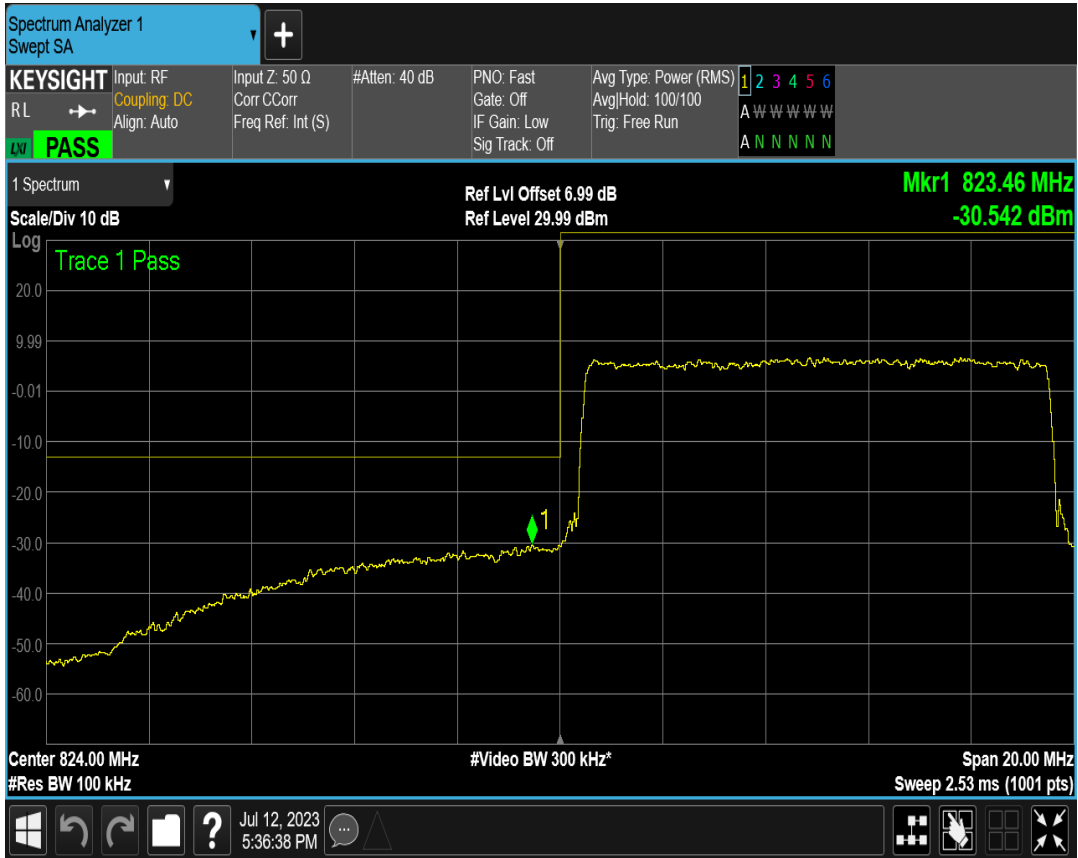 Spectrum Analyzer 1
Swept SA
+
KEYSIGHT
RL
LXI PASS
Input: RF
Coupling: DC
Align: Auto
Input Z: 50 Ω
Corr CCorr
Freq Ref: Int (S)
#Atten: 40 dB
PNO: Fast
Gate: Off
IF Gain: Low
Sig Track: Off
Avg Type: Power (RMS)
Avg|Hold: 100/100
Trig: Free Run
1 2 3 4 5 6
A W W W W W
A N N N N N
1 Spectrum
Scale/Div 10 dB
Ref Lvl Offset 6.99 dB
Ref Level 29.99 dBm
Mkr1 823.46 MHz
-30.542 dBm
Log
Trace 1 Pass
20.0
9.99
-0.01
-10.0
-20.0
1
-30.0
-40.0
-50.0
-60.0
Center 824.00 MHz
#Video BW 300 kHz*
Span 20.00 MHz
#Res BW 100 kHz
Sweep 2.53 ms (1001 pts)
?
Jul 12, 2023
5:36:38 PM